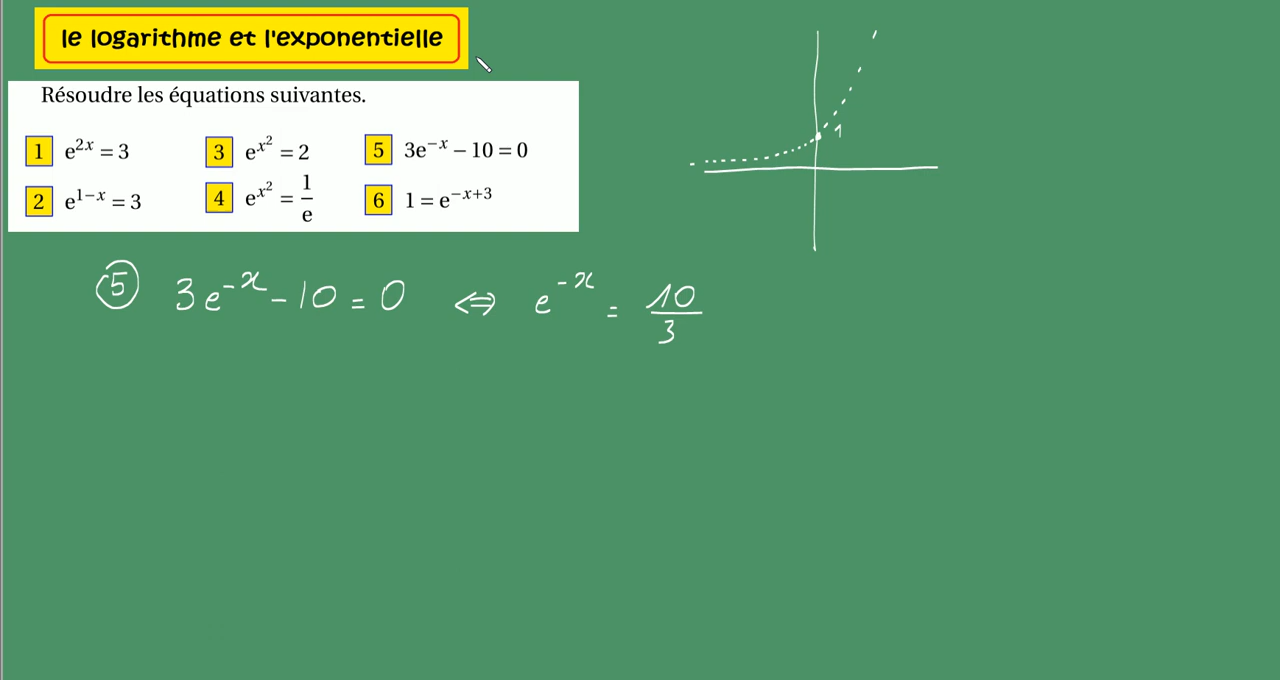 le logarithme et l'exponentielle
Résoudre les équations suivantes.
1 e^{2x} = 3
3 e^{x^2} = 2
5 3e^{-x} − 10 = 0
2 e^{1−x} = 3
4 e^{x^2} = 1/e
6 1 = e^{-x+3}
1
⑤ 3e^{-x} - 10 = 0 ⇔ e^{-x} = 10/3